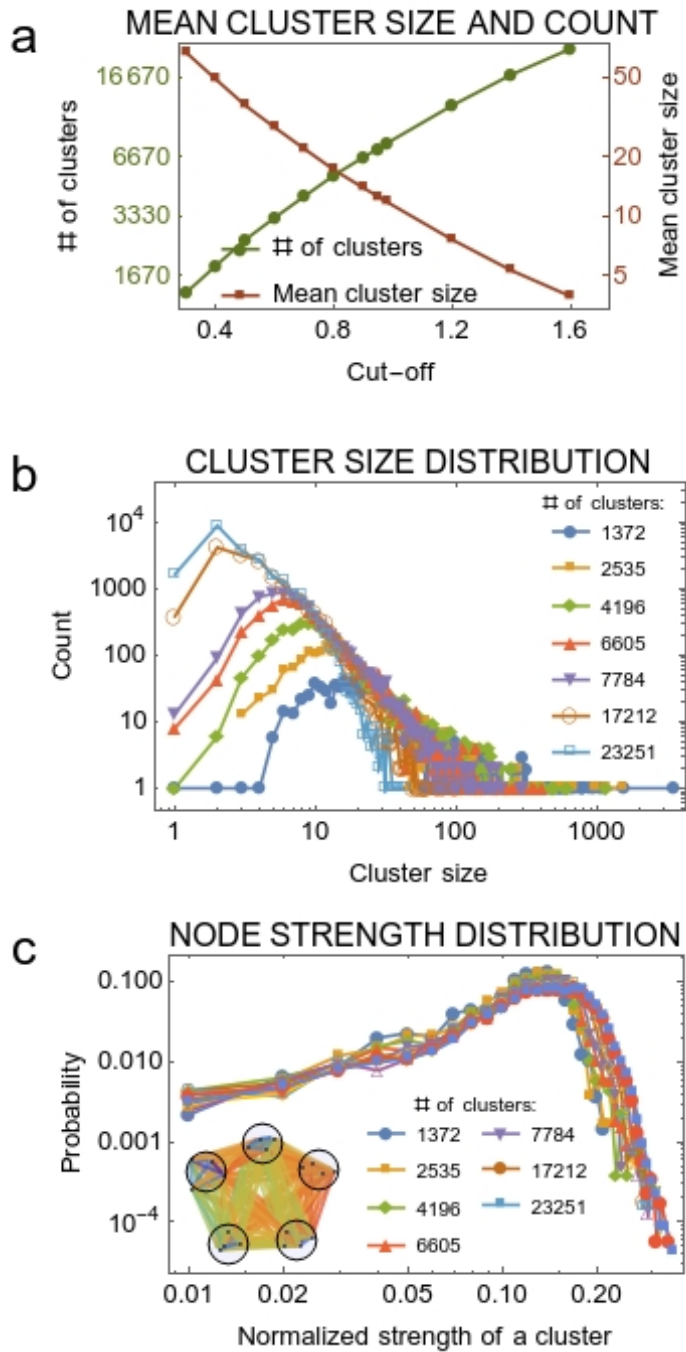 a
MEAN CLUSTER SIZE AND COUNT
# of clusters
16 670
6670
3330
1670
50
20
10
5
Mean cluster size
# of clusters
Mean cluster size
0.4 0.8 1.2 1.6
Cut-off
b
CLUSTER SIZE DISTRIBUTION
Count
10^4
1000
100
10
1
# of clusters:
1372
2535
4196
6605
7784
17212
23251
1 10 100 1000
Cluster size
c
NODE STRENGTH DISTRIBUTION
Probability
0.100
0.010
0.001
10^-4
# of clusters:
1372 7784
2535 17212
4196 23251
6605
0.01 0.02 0.05 0.10 0.20
Normalized strength of a cluster